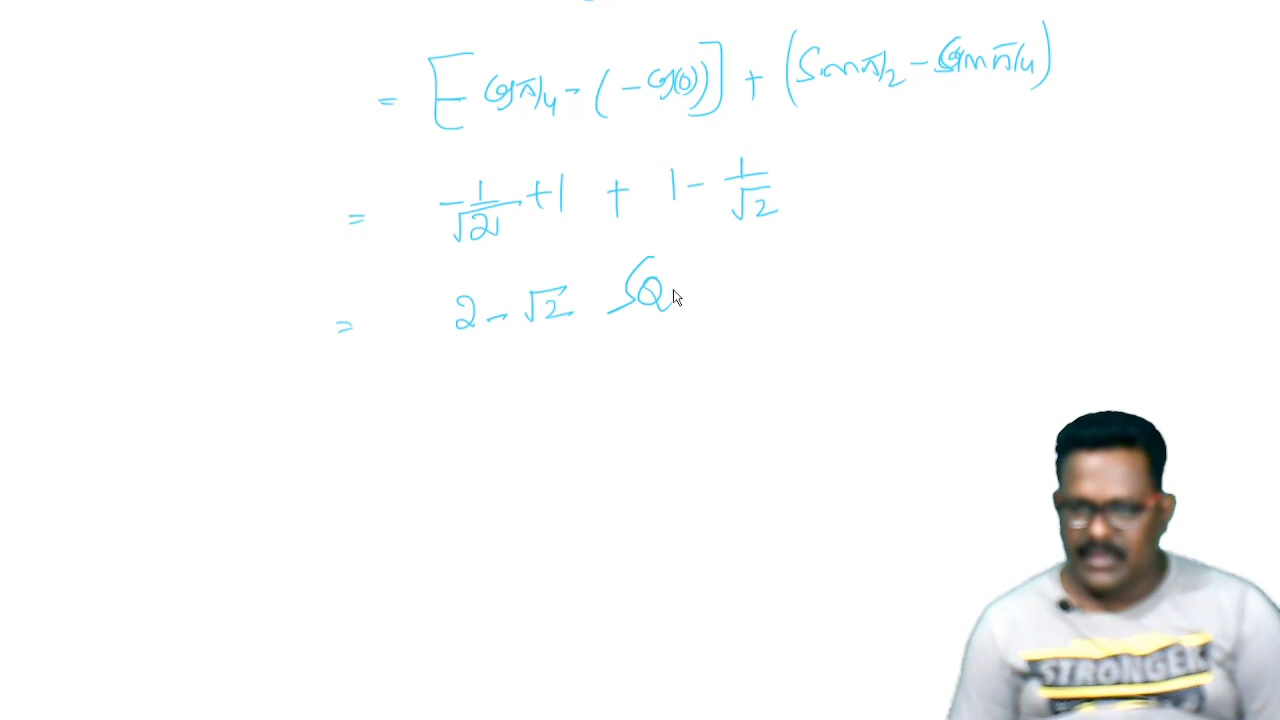 = [- cos π/4 - (- cos(0))] + (Sin π/2 - Sin π/4)
= -1/√2 + 1 + 1 - 1/√2
= 2 - √2 SQ
STRONGER